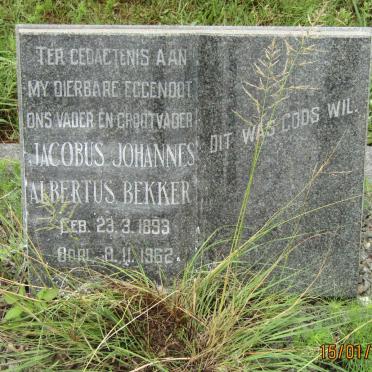 TER GEDAGTENIS AAN
MY DIERBARE EGGENOOT
ONS VADER EN GROOTVADER
JACOBUS JOHANNES
ALBERTUS BEKKER
GEB. 23.3.1893
OORL. 8.11.1962
DIT WAS GODS WIL.
15/01/